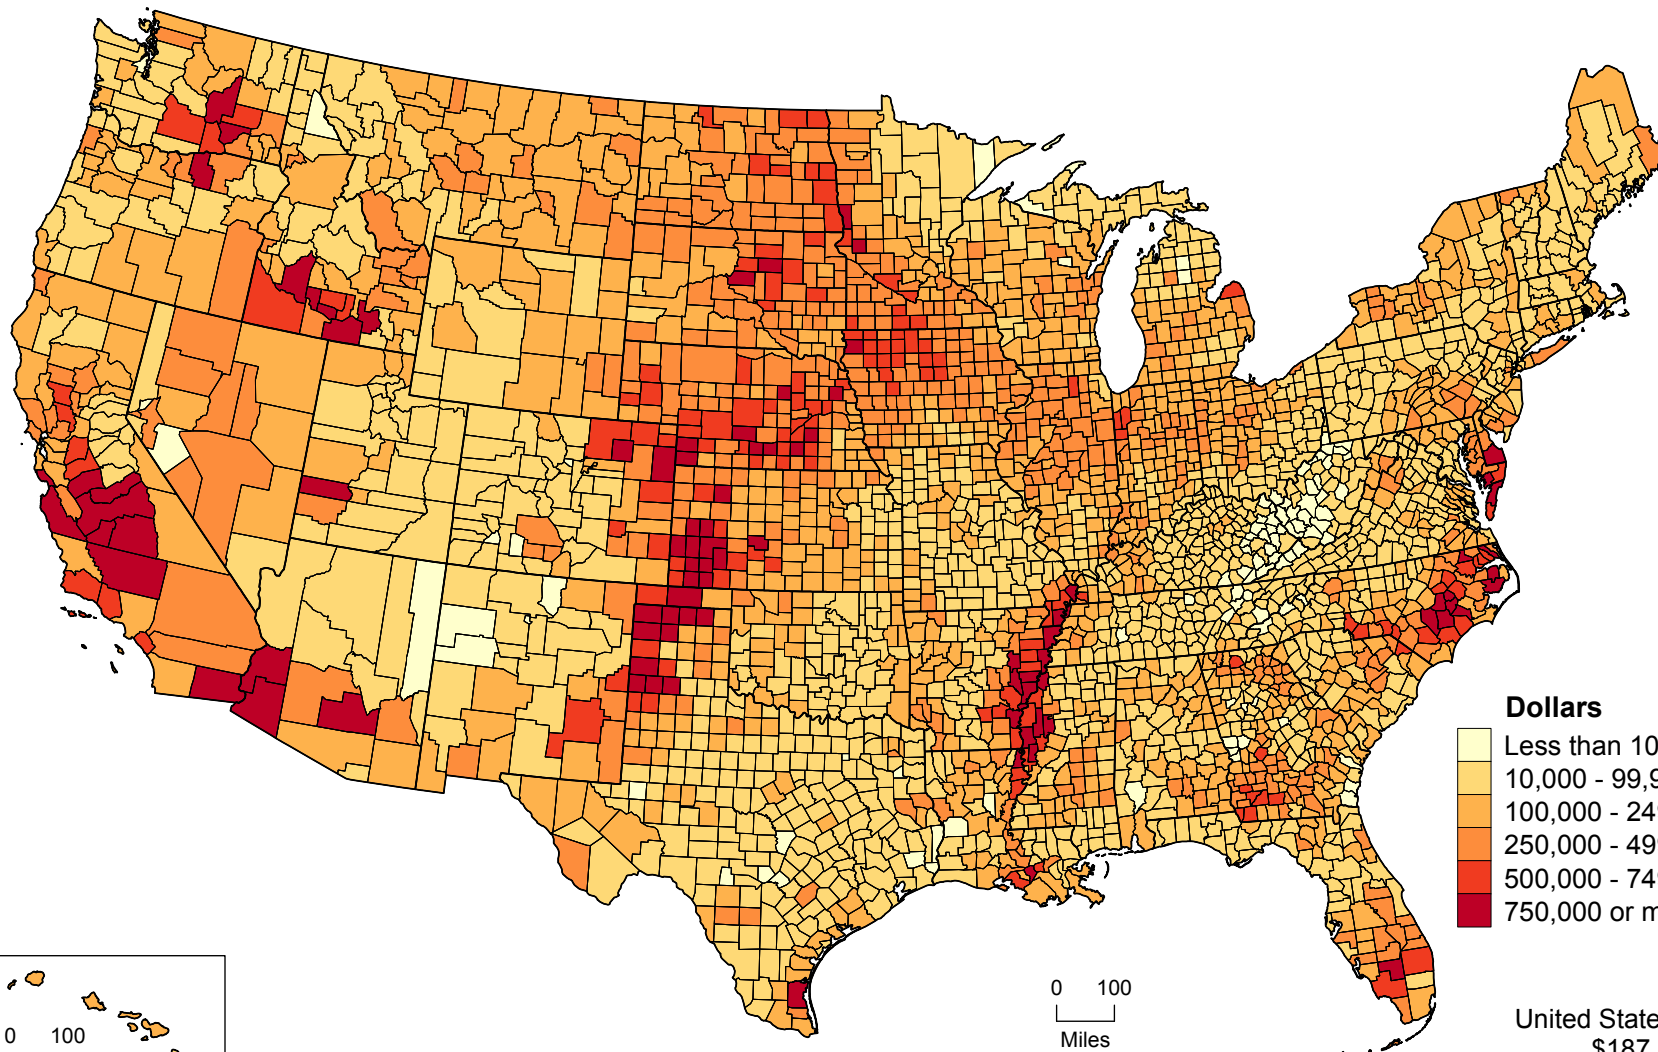 Dollars
Less than 10
10,000 - 99,9
100,000 - 24
250,000 - 49
500,000 - 74
750,000 or m
0 100
Miles
0 100
United State
$187